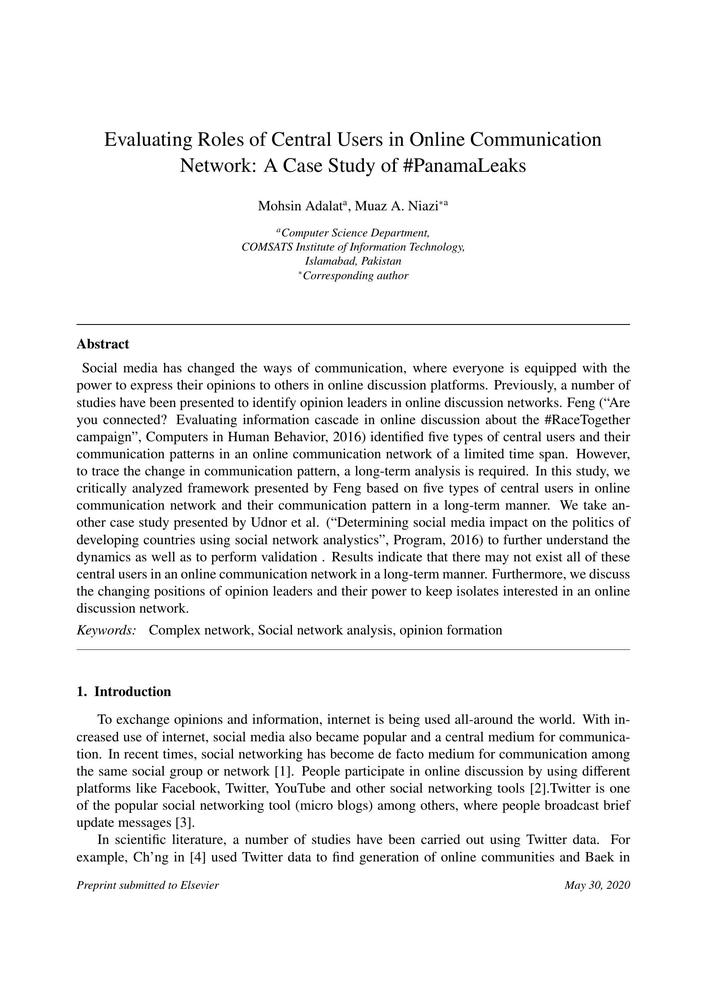 Evaluating Roles of Central Users in Online Communication
Network: A Case Study of #PanamaLeaks
Mohsin Adalatᵃ, Muaz A. Niazi*ᵃ
ᵃComputer Science Department,
COMSATS Institute of Information Technology,
Islamabad, Pakistan
*Corresponding author
Abstract
Social media has changed the ways of communication, where everyone is equipped with the
power to express their opinions to others in online discussion platforms. Previously, a number of
studies have been presented to identify opinion leaders in online discussion networks. Feng (“Are
you connected? Evaluating information cascade in online discussion about the #RaceTogether
campaign”, Computers in Human Behavior, 2016) identified five types of central users and their
communication patterns in an online communication network of a limited time span. However,
to trace the change in communication pattern, a long-term analysis is required. In this study, we
critically analyzed framework presented by Feng based on five types of central users in online
communication network and their communication pattern in a long-term manner. We take an-
other case study presented by Udnor et al. (“Determining social media impact on the politics of
developing countries using social network analystics”, Program, 2016) to further understand the
dynamics as well as to perform validation . Results indicate that there may not exist all of these
central users in an online communication network in a long-term manner. Furthermore, we discuss
the changing positions of opinion leaders and their power to keep isolates interested in an online
discussion network.
Keywords: Complex network, Social network analysis, opinion formation
1. Introduction
To exchange opinions and information, internet is being used all-around the world. With in-
creased use of internet, social media also became popular and a central medium for communica-
tion. In recent times, social networking has become de facto medium for communication among
the same social group or network [1]. People participate in online discussion by using different
platforms like Facebook, Twitter, YouTube and other social networking tools [2].Twitter is one
of the popular social networking tool (micro blogs) among others, where people broadcast brief
update messages [3].
In scientific literature, a number of studies have been carried out using Twitter data. For
example, Ch’ng in [4] used Twitter data to find generation of online communities and Baek in
Preprint submitted to Elsevier May 30, 2020